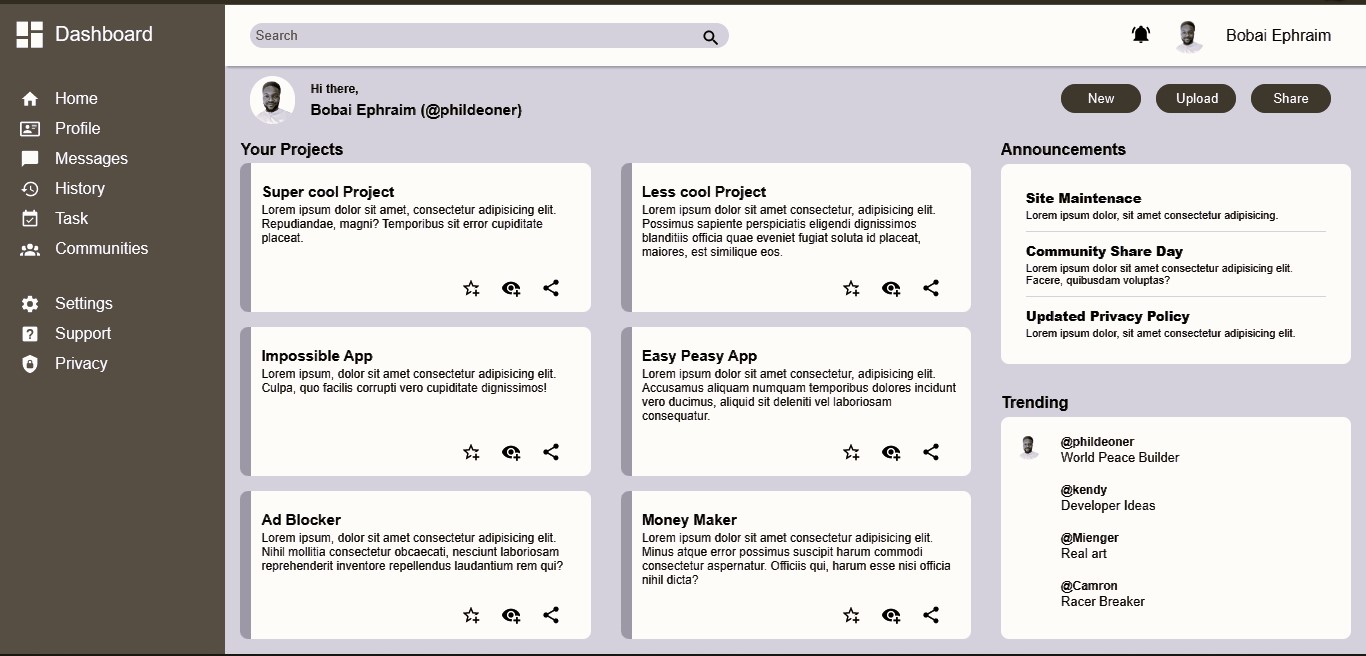 Dashboard
Home
Profile
Messages
History
Task
Communities
Settings
Support
Privacy
Search
Bobai Ephraim
Hi there,
Bobai Ephraim (@phildeoner)
New
Upload
Share
Your Projects
Super cool Project
Lorem ipsum dolor sit amet, consectetur adipisicing elit.
Repudiandae, magni? Temporibus sit error cupiditate
placeat.
Less cool Project
Lorem ipsum dolor sit amet consectetur, adipisicing elit.
Possimus sapiente perspiciatis eligendi dignissimos
blanditiis officia quae eveniet fugiat soluta id placeat,
maiores, est similique eos.
Impossible App
Lorem ipsum, dolor sit amet consectetur adipisicing elit.
Culpa, quo facilis corrupti vero cupiditate dignissimos!
Easy Peasy App
Lorem ipsum dolor sit amet consectetur, adipisicing elit.
Accusamus aliquam numquam temporibus dolores incidunt
vero ducimus, aliquid sit deleniti vel laboriosam
consequatur.
Ad Blocker
Lorem ipsum, dolor sit amet consectetur adipisicing elit.
Nihil mollitia consectetur obcaecati, nesciunt laboriosam
reprehenderit inventore repellendus laudantium rem qui?
Money Maker
Lorem ipsum dolor sit amet consectetur adipisicing elit.
Minus atque error possimus suscipit harum commodi
consectetur aspernatur. Officiis qui, harum esse nisi officia
nihil dicta?
Announcements
Site Maintenace
Lorem ipsum dolor, sit amet consectetur adipisicing.
Community Share Day
Lorem ipsum dolor sit amet consectetur adipisicing elit.
Facere, quibusdam voluptas?
Updated Privacy Policy
Lorem ipsum dolor, sit amet consectetur adipisicing elit.
Trending
@phildeoner
World Peace Builder
@kendy
Developer Ideas
@Mienger
Real art
@Camron
Racer Breaker